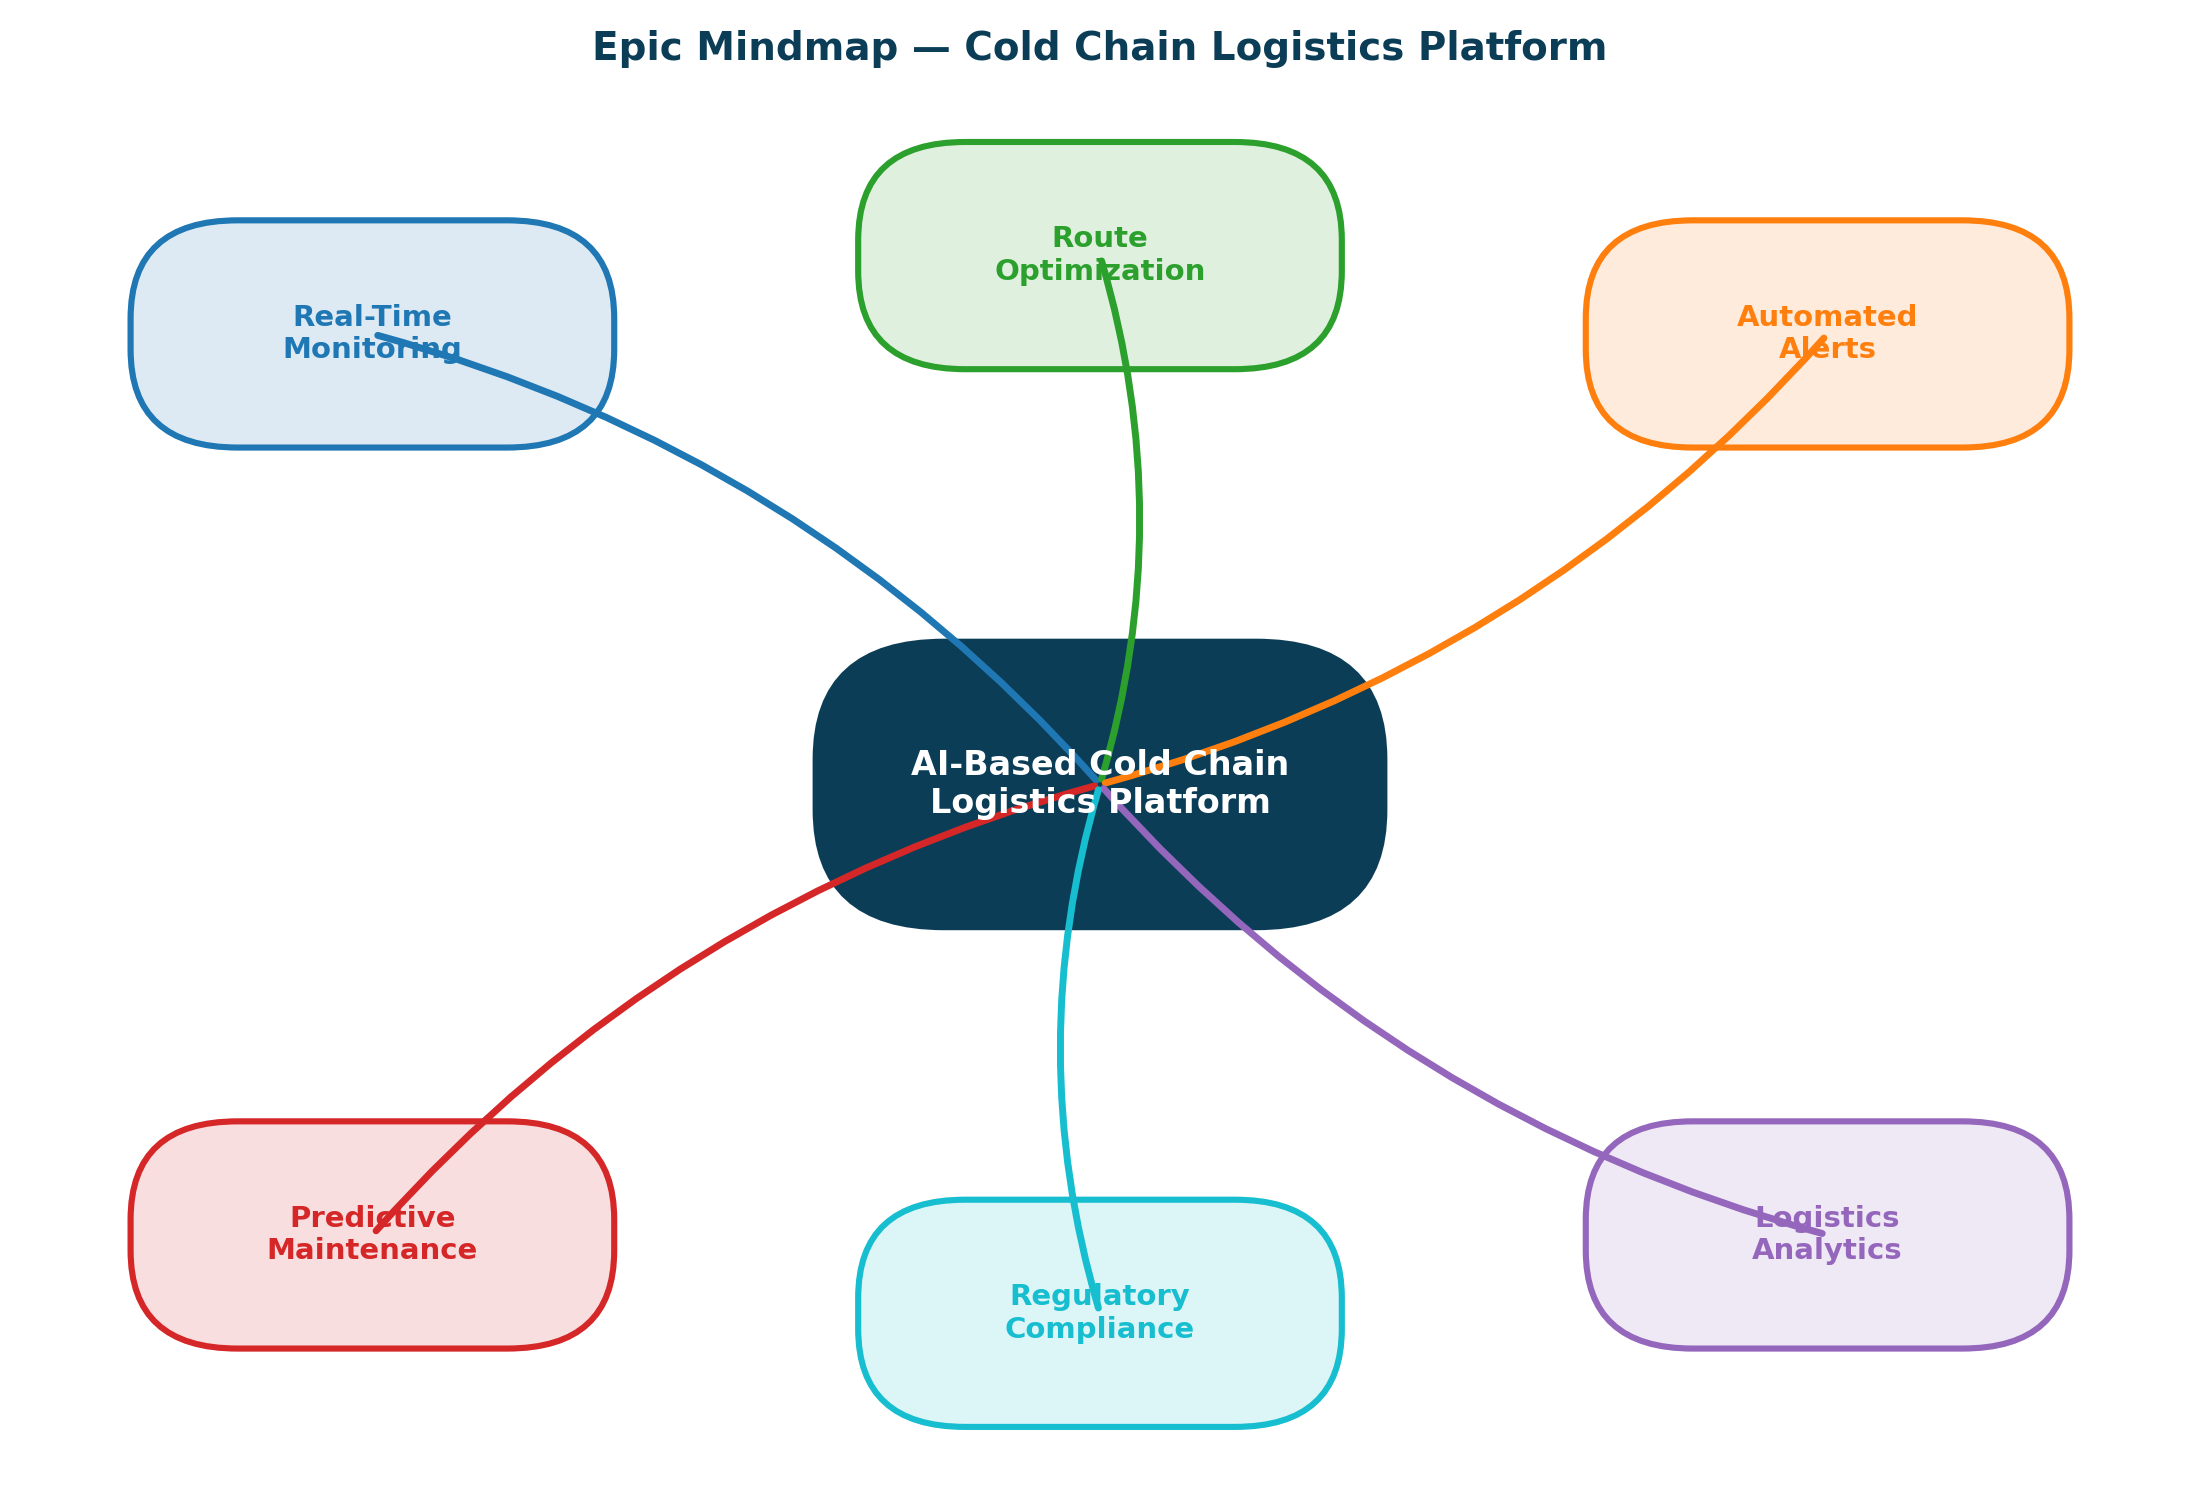 Epic Mindmap — Cold Chain Logistics Platform
Route
Optimization
Real-Time
Monitoring
Automated
Alerts
AI-Based Cold Chain
Logistics Platform
Predictive
Maintenance
Logistics
Analytics
Regulatory
Compliance